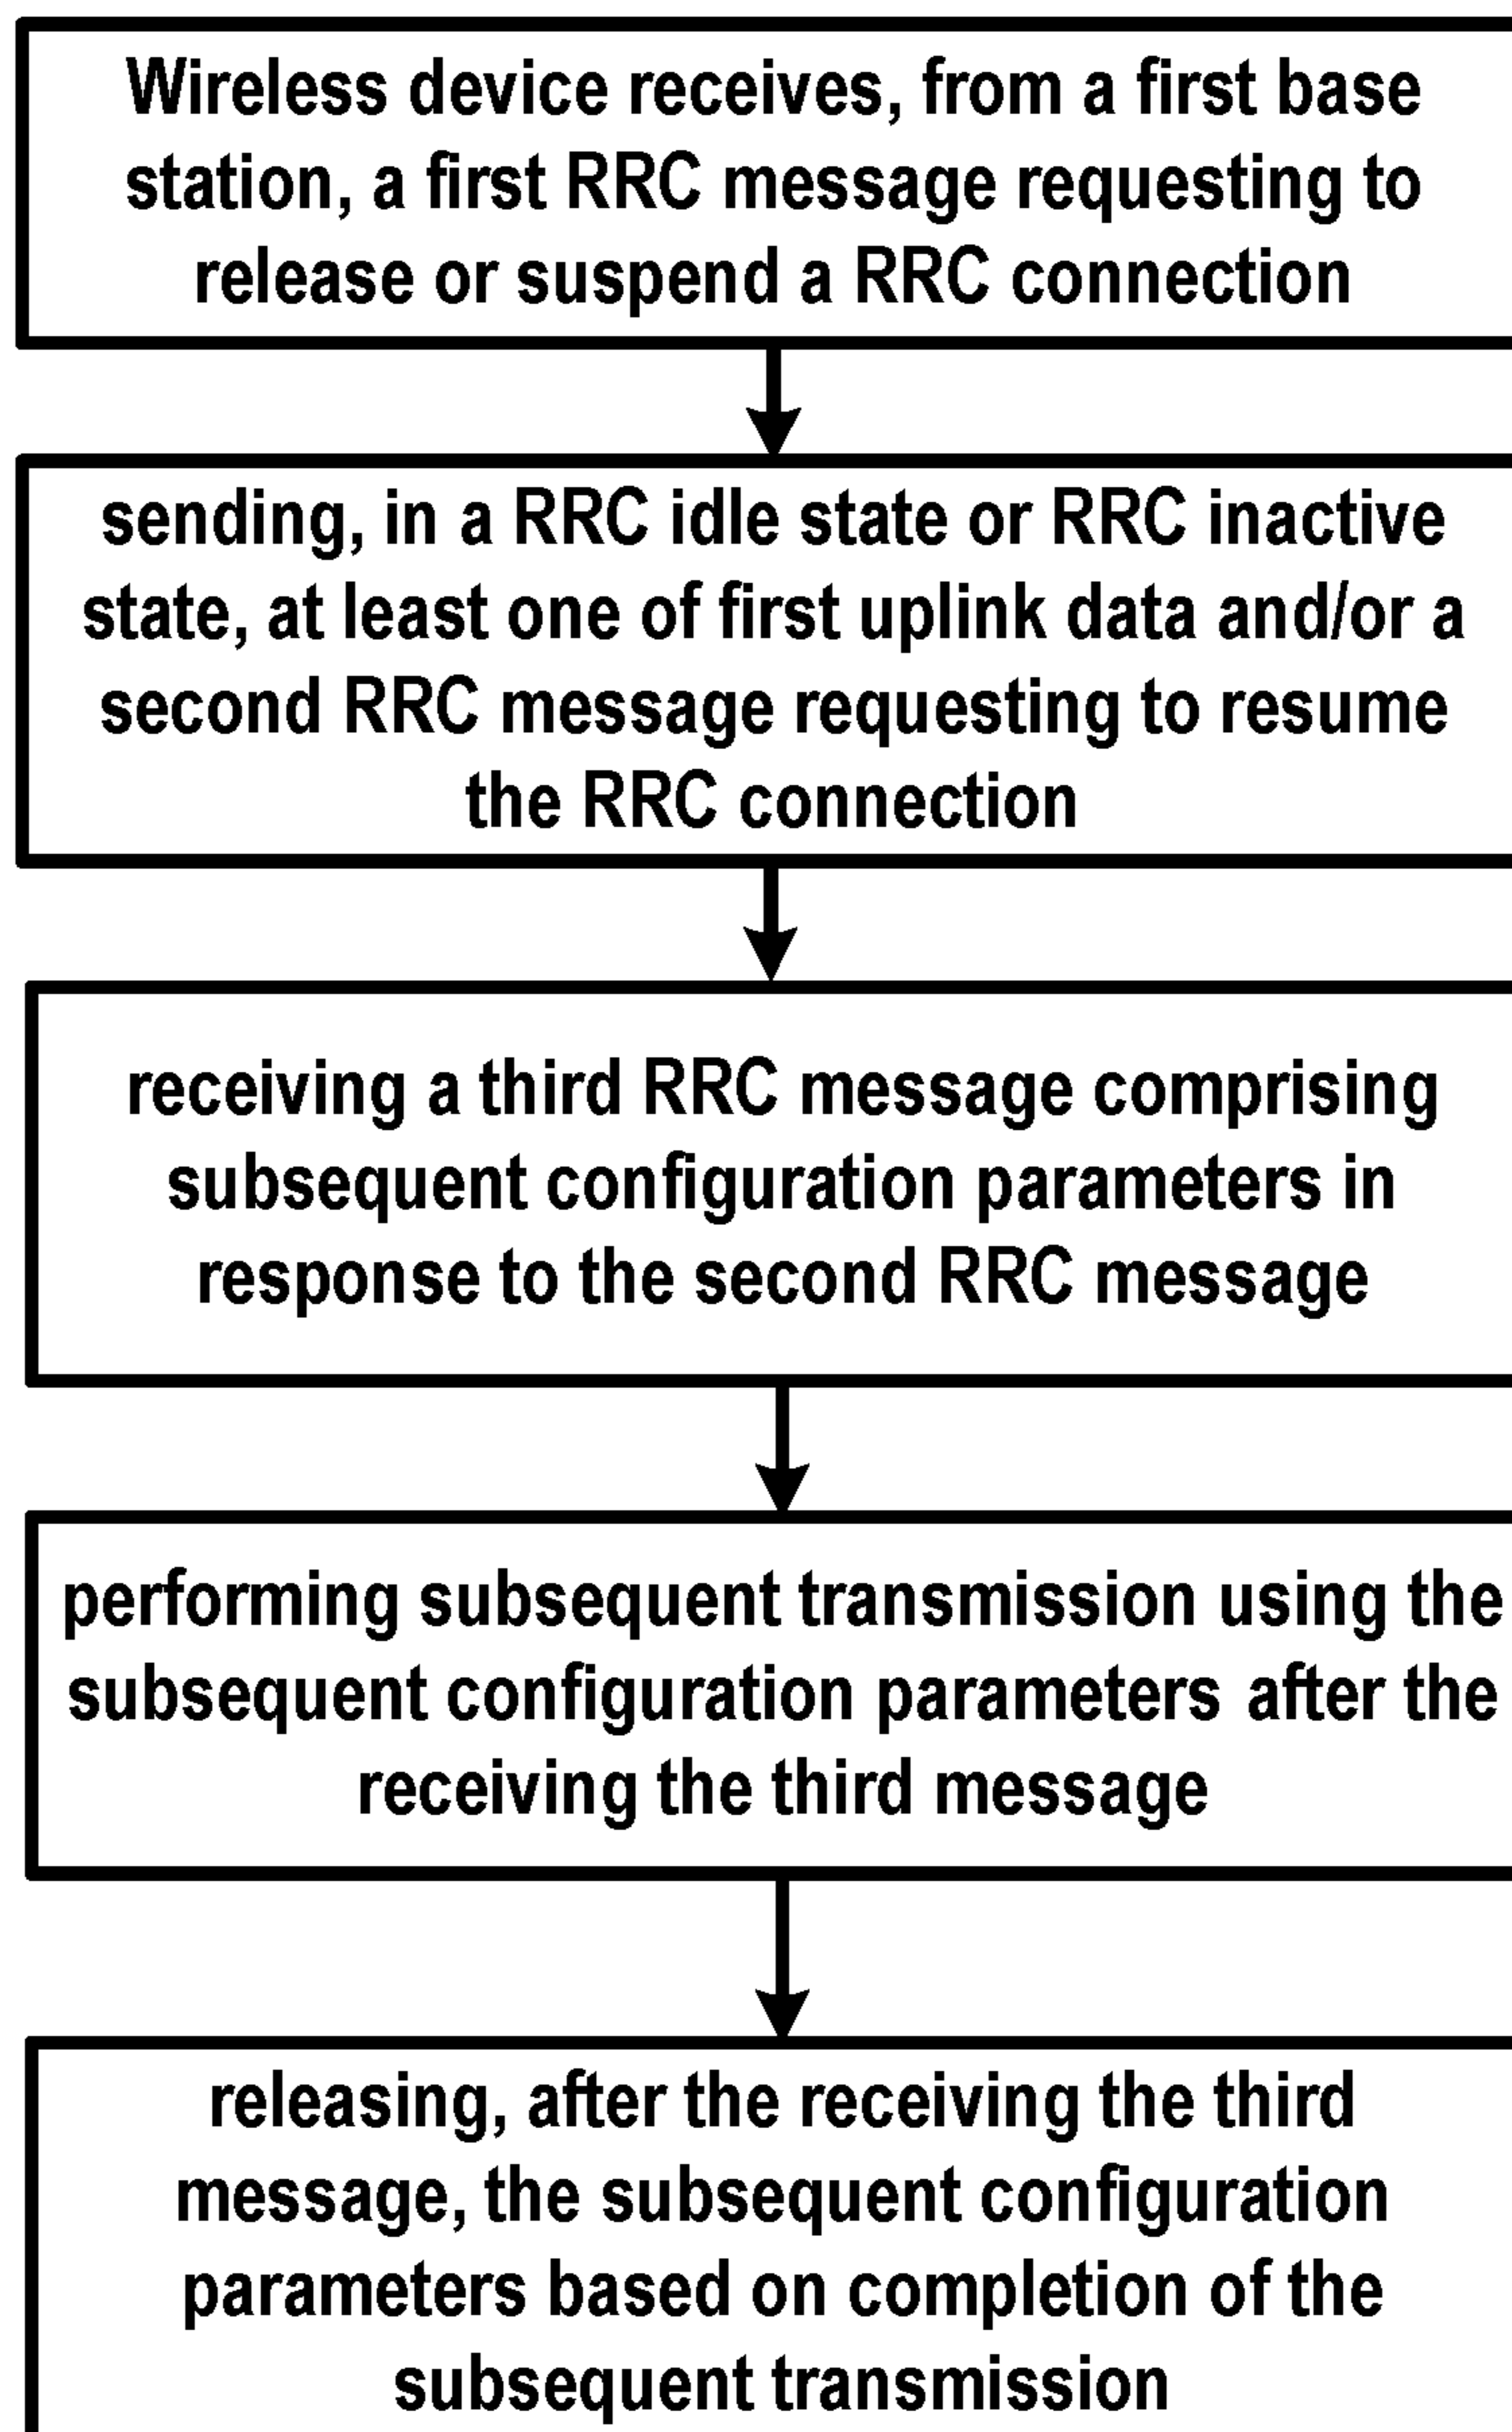 Wireless device receives, from a first base
station, a first RRC message requesting to
release or suspend a RRC connection
sending, in a RRC idle state or RRC inactive
state, at least one of first uplink data and/or a
second RRC message requesting to resume
the RRC connection
receiving a third RRC message comprising
subsequent configuration parameters in
response to the second RRC message
performing subsequent transmission using the
subsequent configuration parameters after the
receiving the third message
releasing, after the receiving the third
message, the subsequent configuration
parameters based on completion of the
subsequent transmission